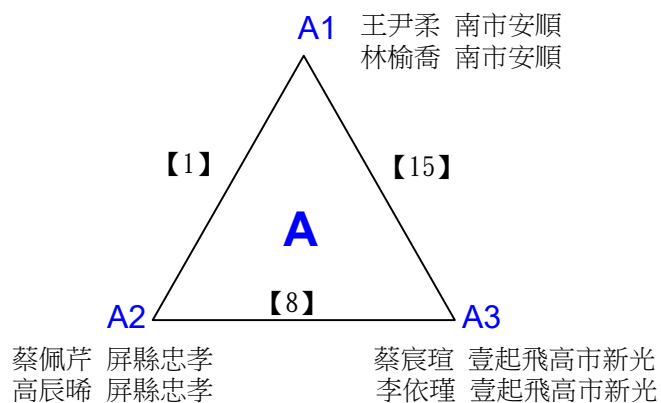 A1 王尹柔 南市安順
林榆喬 南市安順
【1】 【15】
A
【8】
A2 A3
蔡佩芹 屏縣忠孝 蔡宸瑄 壹起飛高市新光
高辰晞 屏縣忠孝 李依瑾 壹起飛高市新光